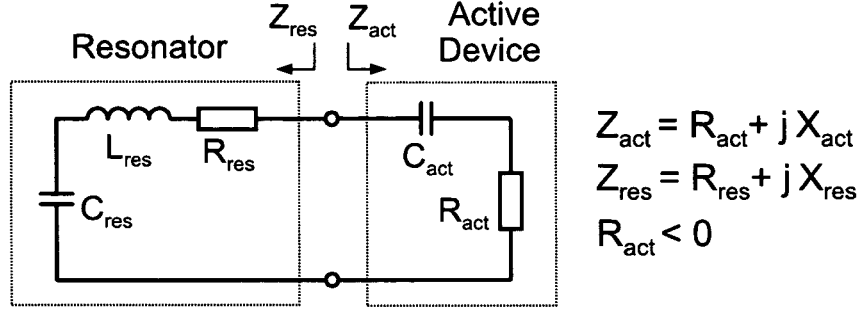 Resonator
Z_res
Z_act
Active
Device
L_res
R_res
C_res
C_act
R_act
Z_act = R_act + j X_act
Z_res = R_res + j X_res
R_act < 0